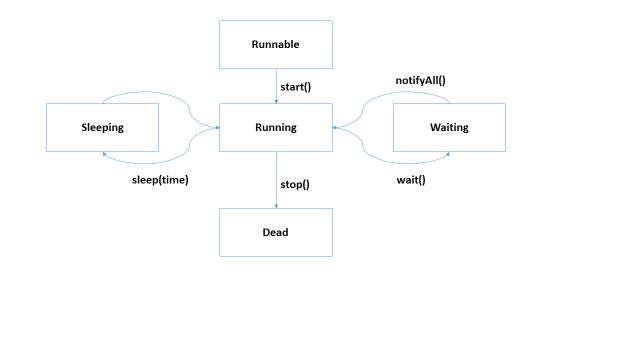 Runnable
start()
notifyAll()
Sleeping
Running
Waiting
sleep(time)
stop()
wait()
Dead